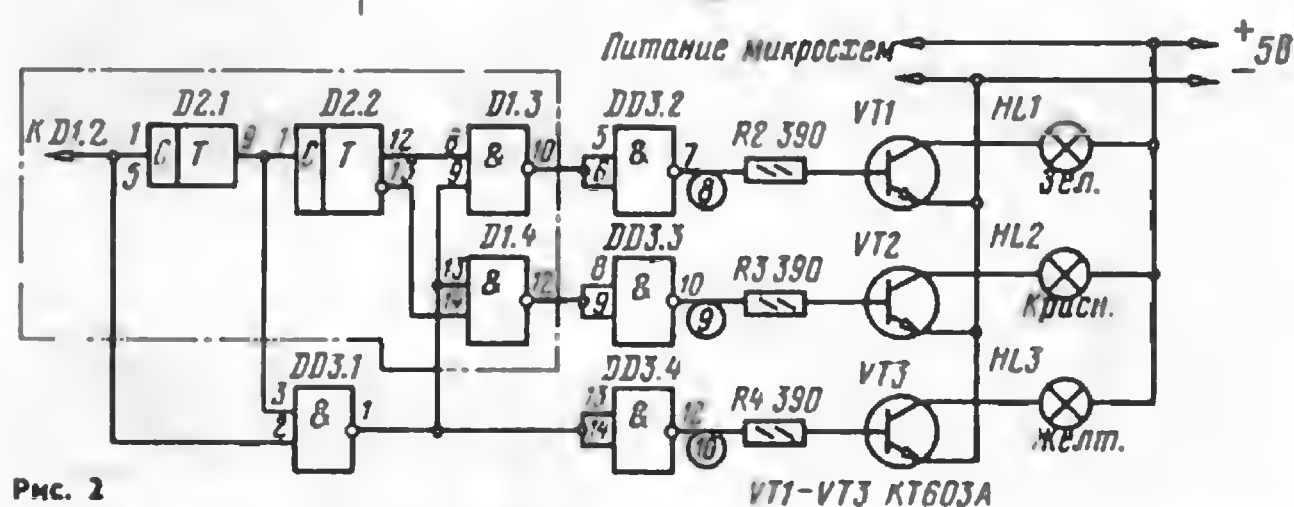 Питание микросхем
+
− 5В
D2.1
D2.2
D1.3
DD3.2
VT1
HL1
К D1.2
1
5
С
Т
9
1
С
Т
12
13
8
9
&
10
5
6
&
7
8
R2 390
Зел.
D1.4
DD3.3
VT2
HL2
13
14
&
12
8
9
&
10
9
R3 390
Красн.
DD3.1
DD3.4
VT3
HL3
3
2
&
1
13
14
&
12
10
R4 390
Желт.
Рис. 2
VT1-VT3 КТ603А